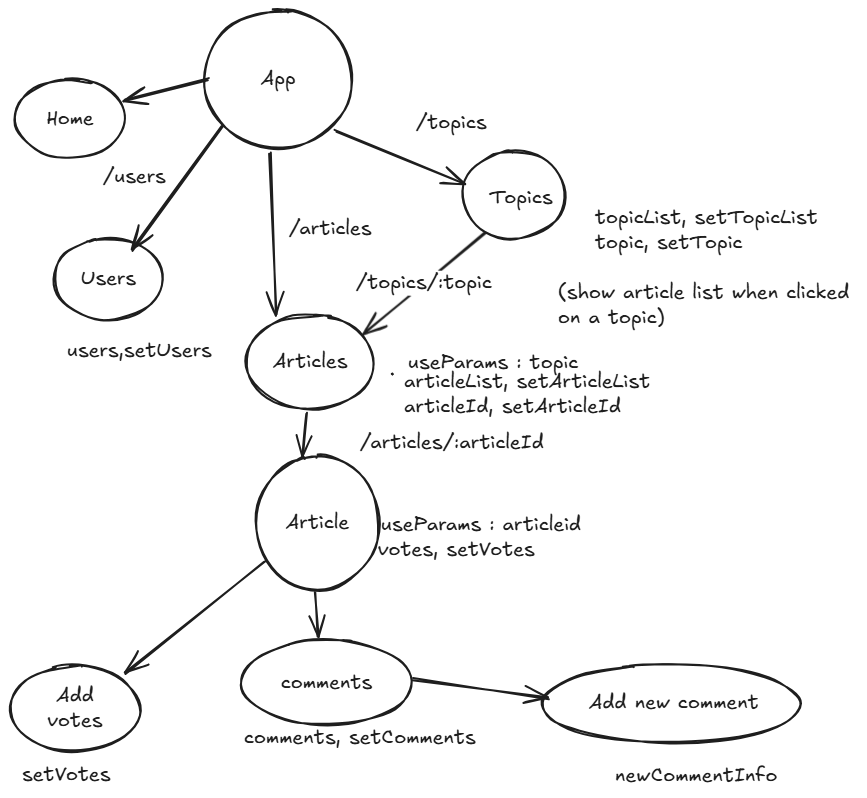 App
Home
/topics
/users
Topics
topicList, setTopicList
topic, setTopic
/articles
Users
/topics/:topic
(show article list when clicked
on a topic)
users,setUsers
Articles
. useParams : topic
articleList, setArticleList
articleId, setArticleId
/articles/:articleId
Article
useParams : articleid
votes, setVotes
Add
votes
comments
Add new comment
comments, setComments
setVotes
newCommentInfo